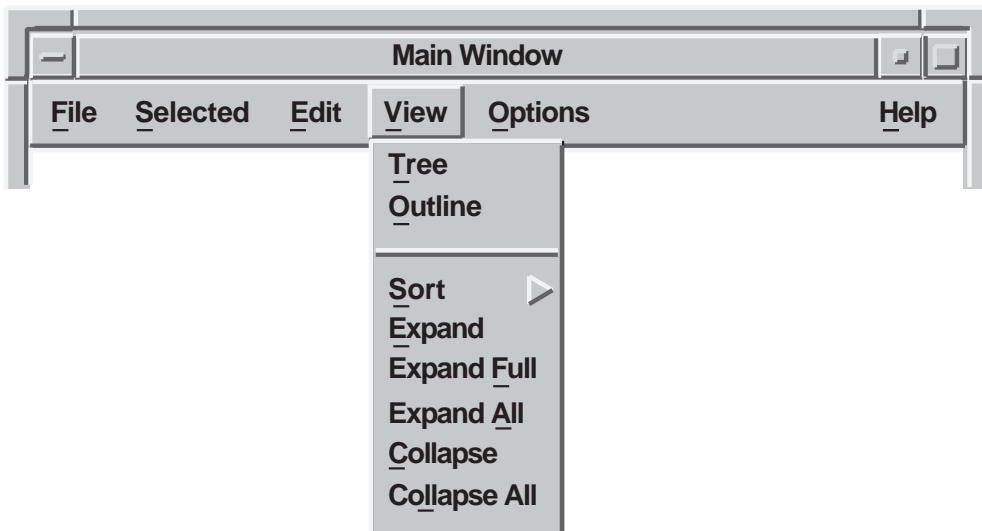 Main Window
File Selected Edit View Options Help
Tree
Outline
Sort
Expand
Expand Full
Expand All
Collapse
Collapse All